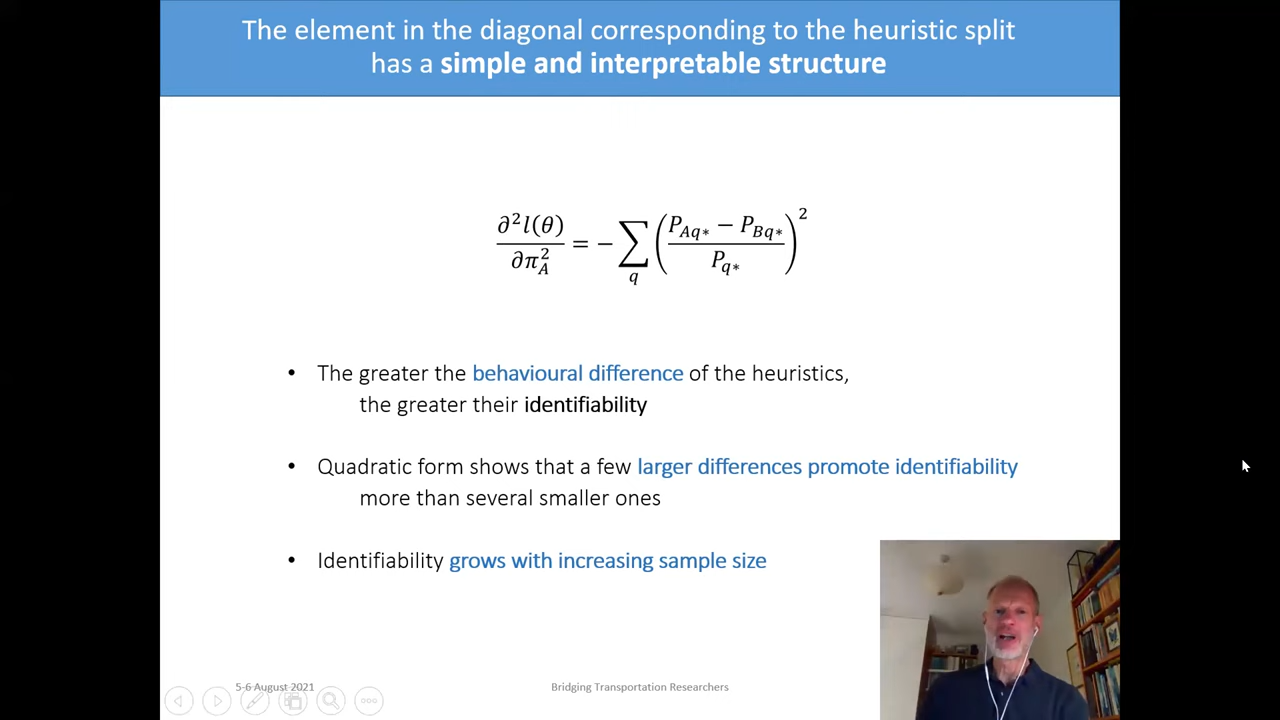 The element in the diagonal corresponding to the heuristic split
has a simple and interpretable structure
∂²l(θ)/∂π_A² = −∑_q ((P_Aq* − P_Bq*)/P_q*)²
• The greater the behavioural difference of the heuristics,
the greater their identifiability
• Quadratic form shows that a few larger differences promote identifiability
more than several smaller ones
• Identifiability grows with increasing sample size
5-6 August 2021
Bridging Transportation Researchers